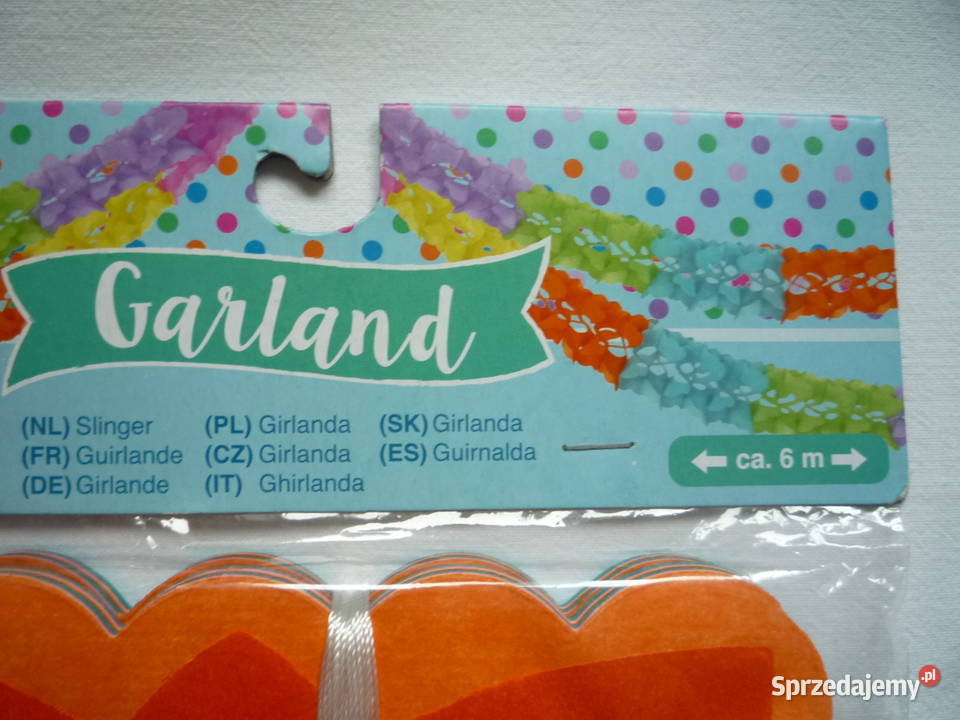 Garland
(NL) Slinger (PL) Girlanda (SK) Girlanda
(FR) Guirlande (CZ) Girlanda (ES) Guirnalda
(DE) Girlande (IT) Ghirlanda
ca. 6 m
Sprzedajemy.pl